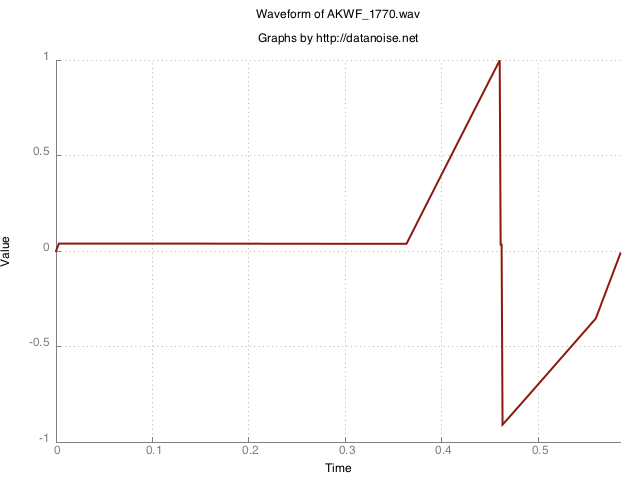 Waveform of AKWF_1770.wav
Graphs by http://datanoise.net
1
0.5
0
-0.5
-1
Value
0 0.1 0.2 0.3 0.4 0.5
Time